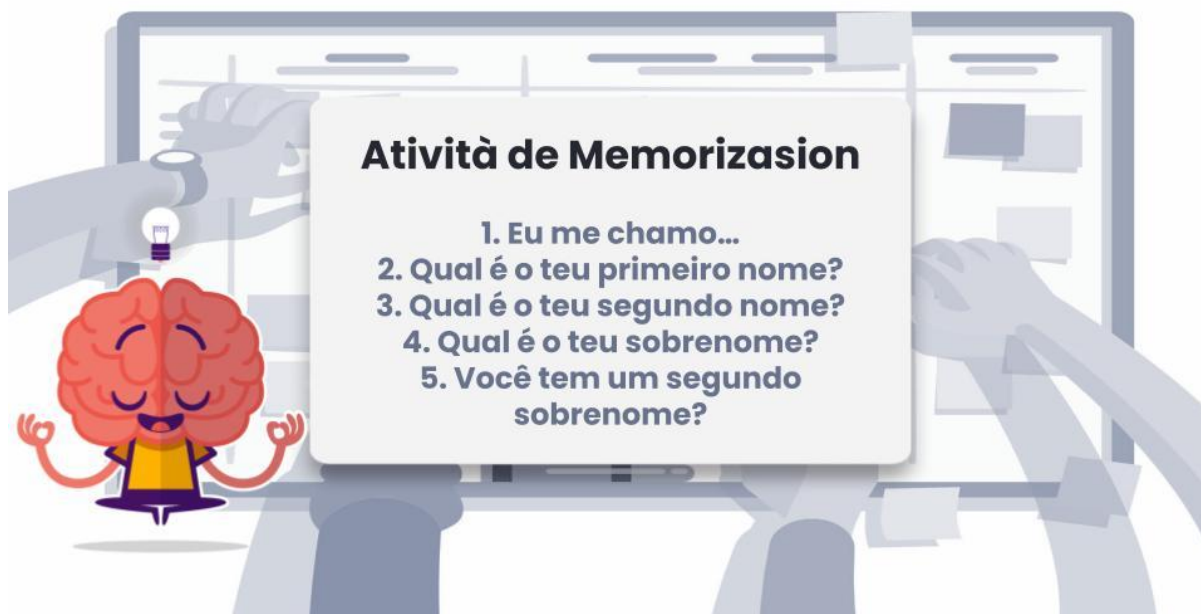 Atività de Memorizasion
1. Eu me chamo...
2. Qual é o teu primeiro nome?
3. Qual é o teu segundo nome?
4. Qual é o teu sobrenome?
5. Você tem um segundo
sobrenome?